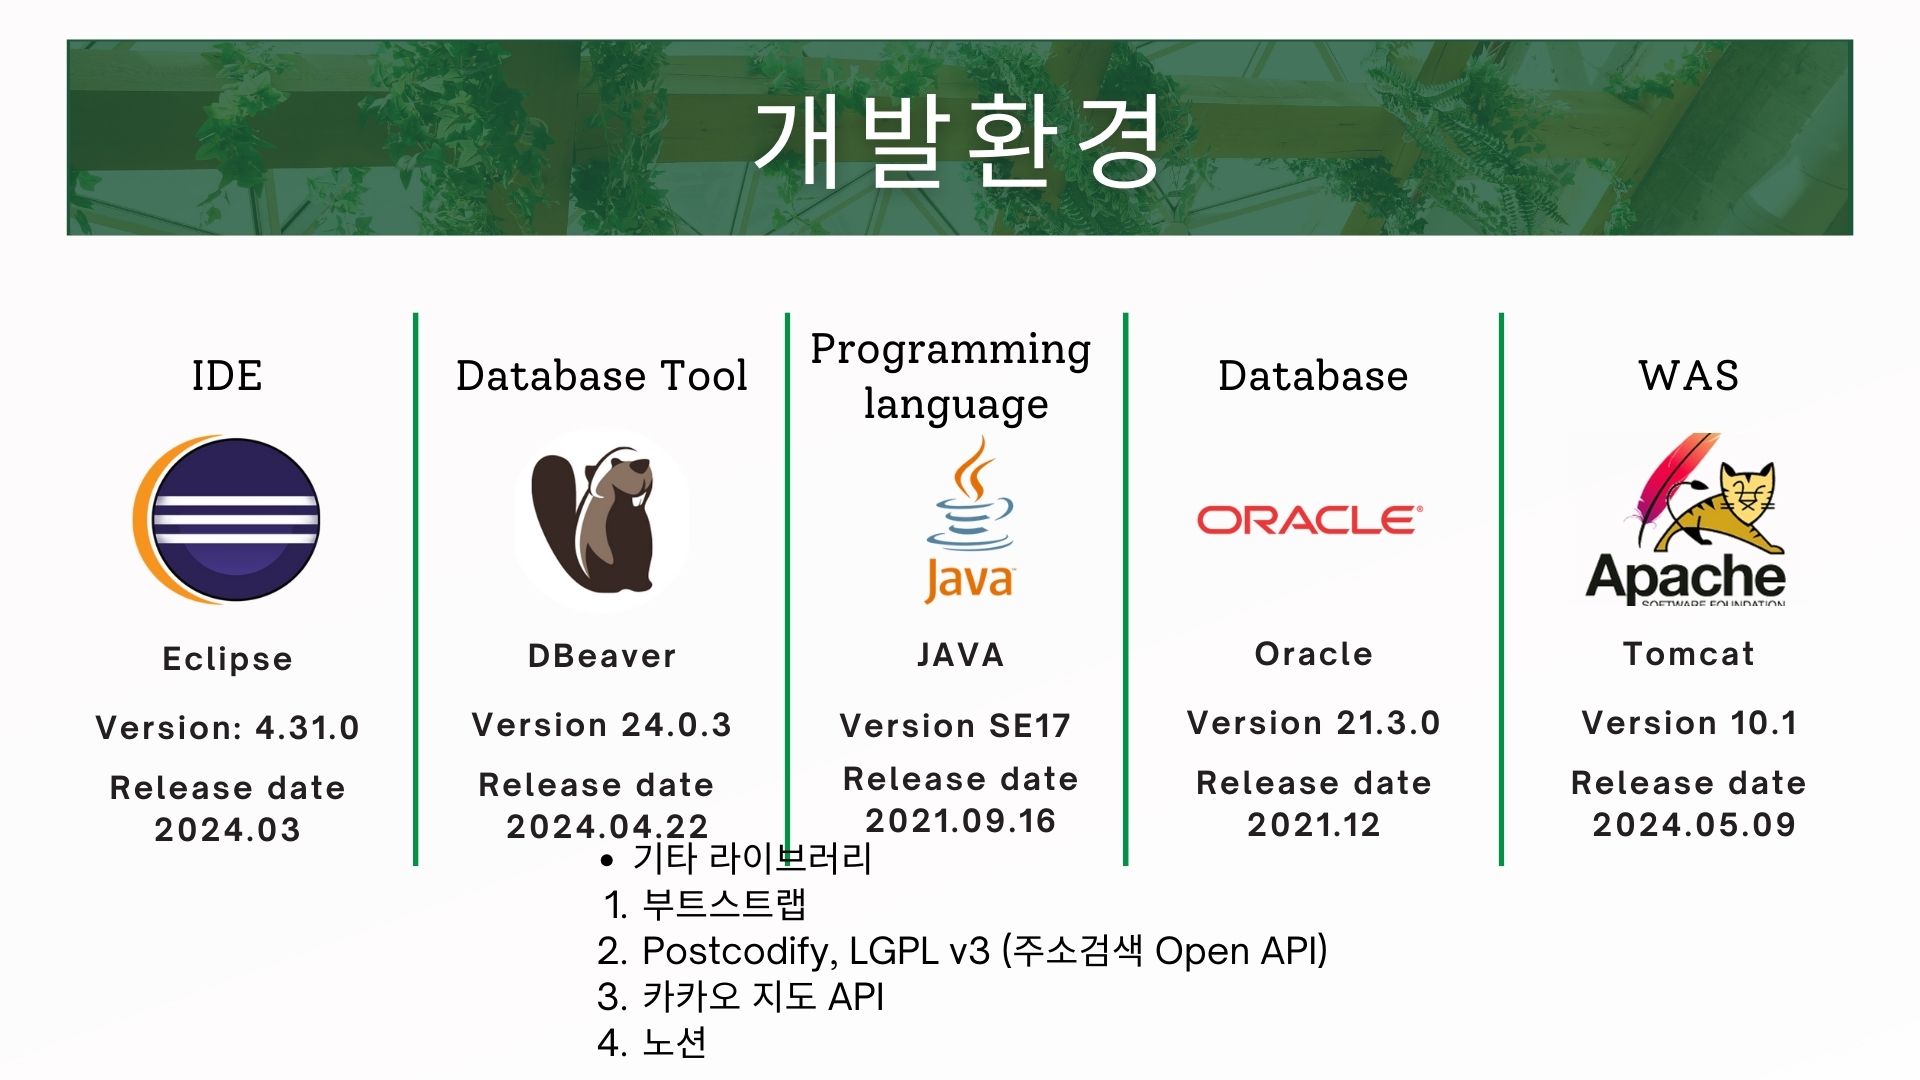 개발환경
IDE
Eclipse
Version: 4.31.0
Release date
2024.03
Database Tool
DBeaver
Version 24.0.3
Release date
2024.04.22
Programming
language
Java™
JAVA
Version SE17
Release date
2021.09.16
Database
ORACLE®
Oracle
Version 21.3.0
Release date
2021.12
WAS
Apache
SOFTWARE FOUNDATION
Tomcat
Version 10.1
Release date
2024.05.09
• 기타 라이브러리
1. 부트스트랩
2. Postcodify, LGPL v3 (주소검색 Open API)
3. 카카오 지도 API
4. 노션